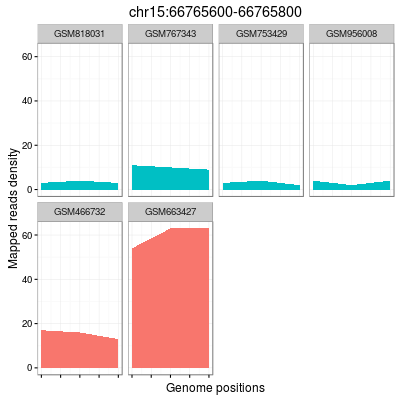 chr15:66765600-66765800
GSM818031 GSM767343 GSM753429 GSM956008
60
40
20
0
GSM466732 GSM663427
60
40
20
0
Mapped reads density
Genome positions